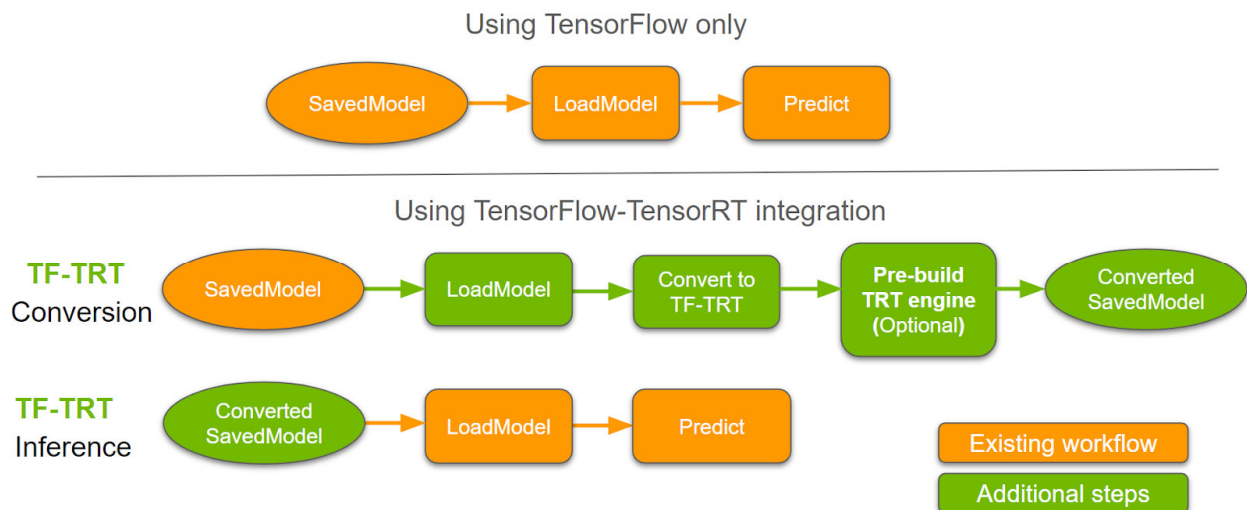 Using TensorFlow only
SavedModel
LoadModel
Predict
Using TensorFlow-TensorRT integration
TF-TRT
Conversion
SavedModel
LoadModel
Convert to
TF-TRT
Pre-build
TRT engine
(Optional)
Converted
SavedModel
TF-TRT
Inference
Converted
SavedModel
LoadModel
Predict
Existing workflow
Additional steps